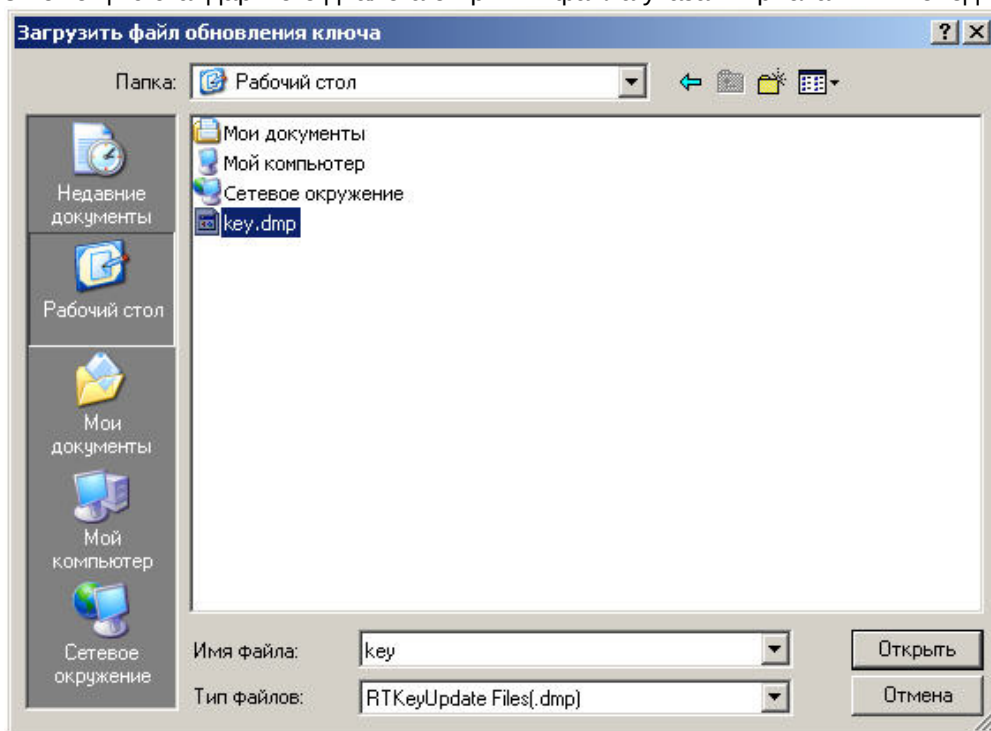 Загрузить файл обновления ключа
Папка:
Рабочий стол
Недавние
документы
Рабочий стол
Мои
документы
Мой
компьютер
Сетевое
окружение
Мои документы
Мой компьютер
Сетевое окружение
key.dmp
Имя файла:
key
Открыть
Тип файлов:
RTKeyUpdate Files(.dmp)
Отмена